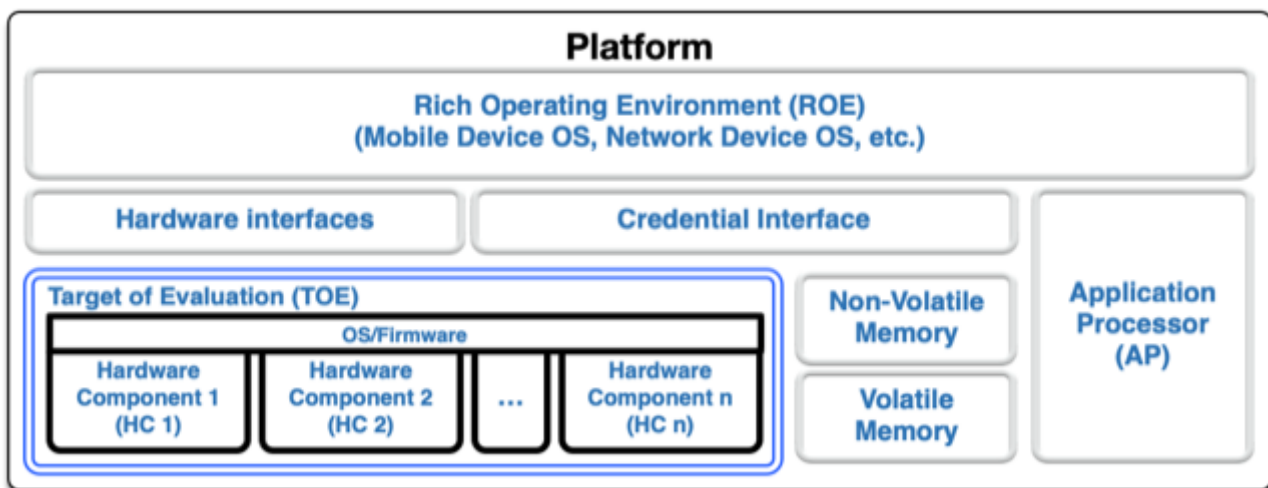 Platform
Rich Operating Environment (ROE)
(Mobile Device OS, Network Device OS, etc.)
Hardware interfaces
Credential Interface
Target of Evaluation (TOE)
OS/Firmware
Hardware
Component 1
(HC 1)
Hardware
Component 2
(HC 2)
...
Hardware
Component n
(HC n)
Non-Volatile
Memory
Volatile
Memory
Application
Processor
(AP)